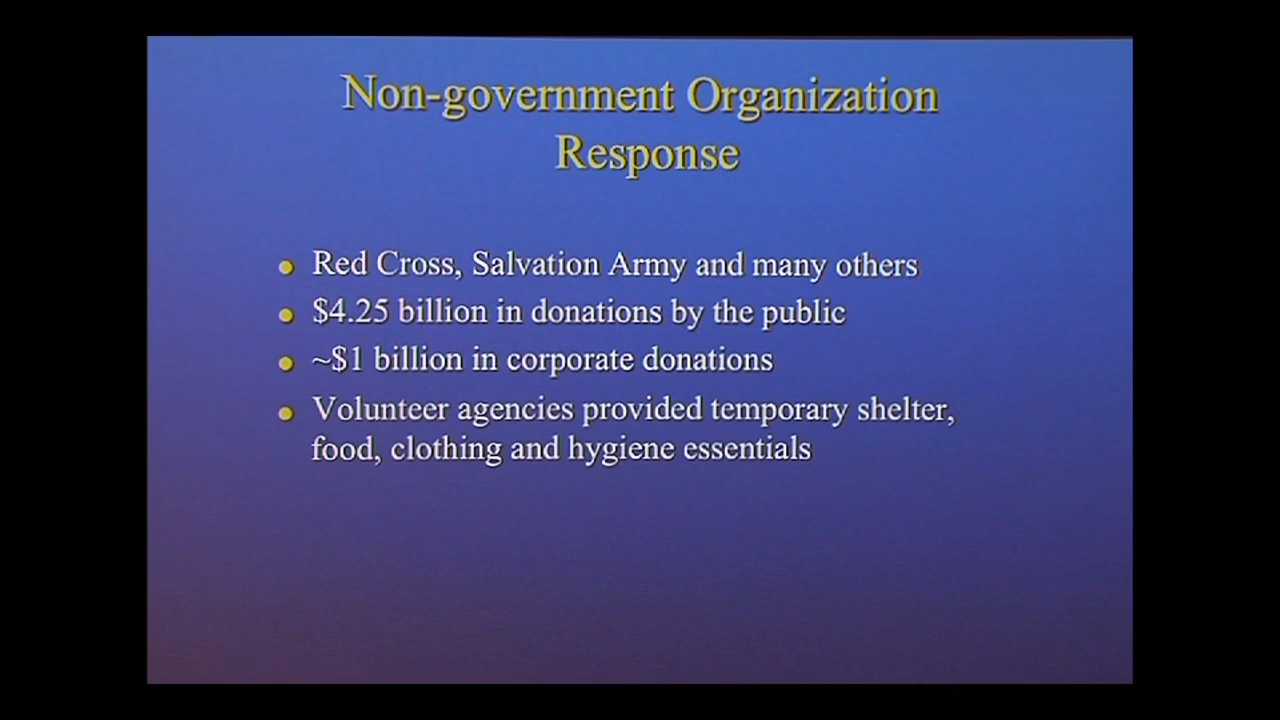 Non-government Organization
Response
• Red Cross, Salvation Army and many others
• $4.25 billion in donations by the public
• ~$1 billion in corporate donations
• Volunteer agencies provided temporary shelter,
food, clothing and hygiene essentials